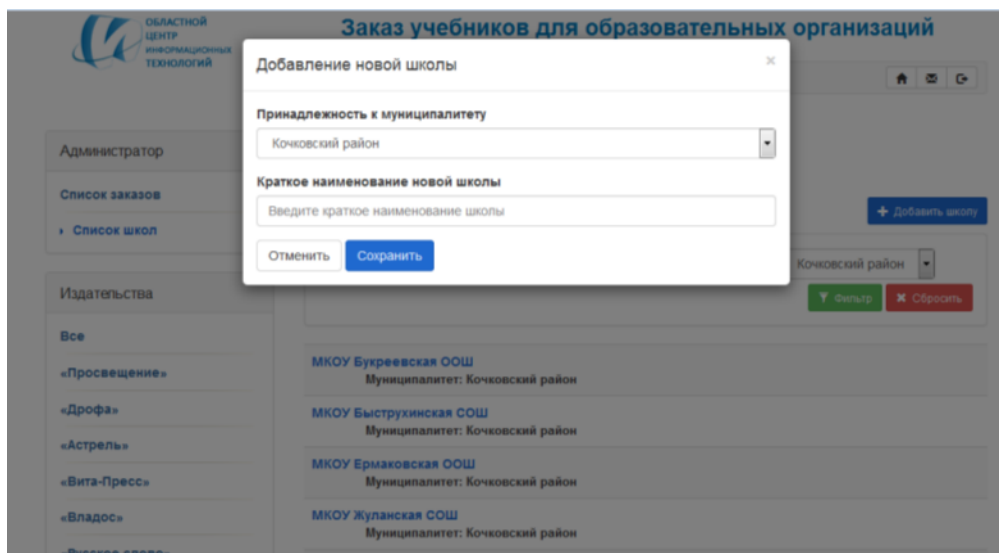 ОБЛАСТНОЙ
ЦЕНТР
ИНФОРМАЦИОННЫХ
ТЕХНОЛОГИЙ
Заказ учебников для образовательных организаций
Добавление новой школы
×
Принадлежность к муниципалитету
Кочковский район
Краткое наименование новой школы
Введите краткое наименование школы
Отменить
Сохранить
Администратор
Список заказов
Список школ
Издательства
Все
«Просвещение»
«Дрофа»
«Астрель»
«Вита-Пресс»
«Владос»
«Русское слово»
Добавить школу
Кочковский район
Фильтр
Сбросить
МКОУ Букреевская ООШ
Муниципалитет: Кочковский район
МКОУ Быструхинская СОШ
Муниципалитет: Кочковский район
МКОУ Ермаковская ООШ
Муниципалитет: Кочковский район
МКОУ Жуланская СОШ
Муниципалитет: Кочковский район